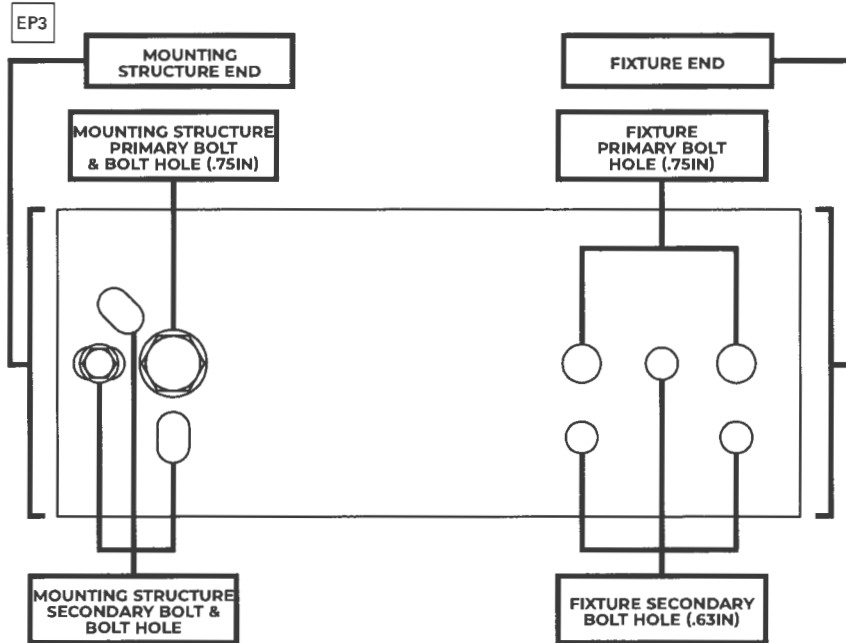 EP3
MOUNTING
STRUCTURE END
FIXTURE END
MOUNTING STRUCTURE
PRIMARY BOLT
& BOLT HOLE (.75IN)
FIXTURE
PRIMARY BOLT
HOLE (.75IN)
MOUNTING STRUCTURE
SECONDARY BOLT &
BOLT HOLE
FIXTURE SECONDARY
BOLT HOLE (.63IN)